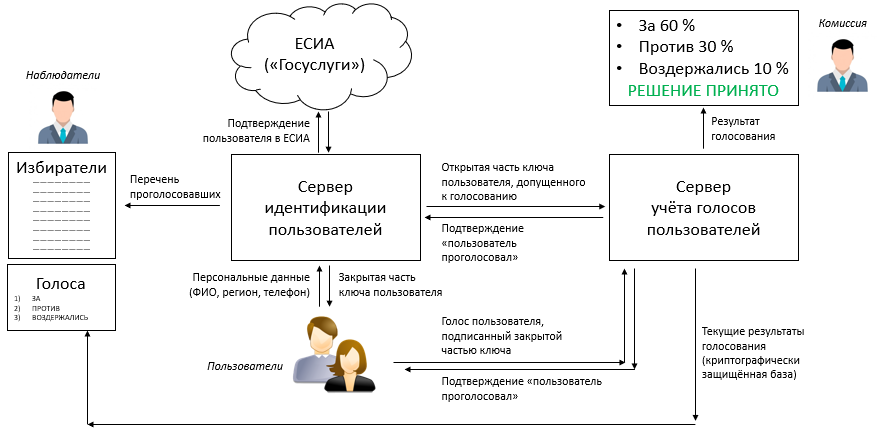 ЕСИА
(«Госуслуги»)
• За 60 %
• Против 30 %
• Воздержались 10 %
РЕШЕНИЕ ПРИНЯТО
Комиссия
Наблюдатели
Подтверждение
пользователя в ЕСИА
Результат
голосования
Избиратели
Перечень
проголосовавших
Сервер
идентификации
пользователей
Открытая часть ключа
пользователя, допущенного
к голосованию
Подтверждение
«пользователь
проголосовал»
Сервер
учёта голосов
пользователей
Голоса
1) ЗА
2) ПРОТИВ
3) ВОЗДЕРЖАЛИСЬ
Персональные данные
(ФИО, регион, телефон)
Закрытая часть
ключа пользователя
Пользователи
Голос пользователя,
подписанный закрытой
частью ключа
Подтверждение «пользователь
проголосовал»
Текущие результаты
голосования
(криптографически
защищённая база)